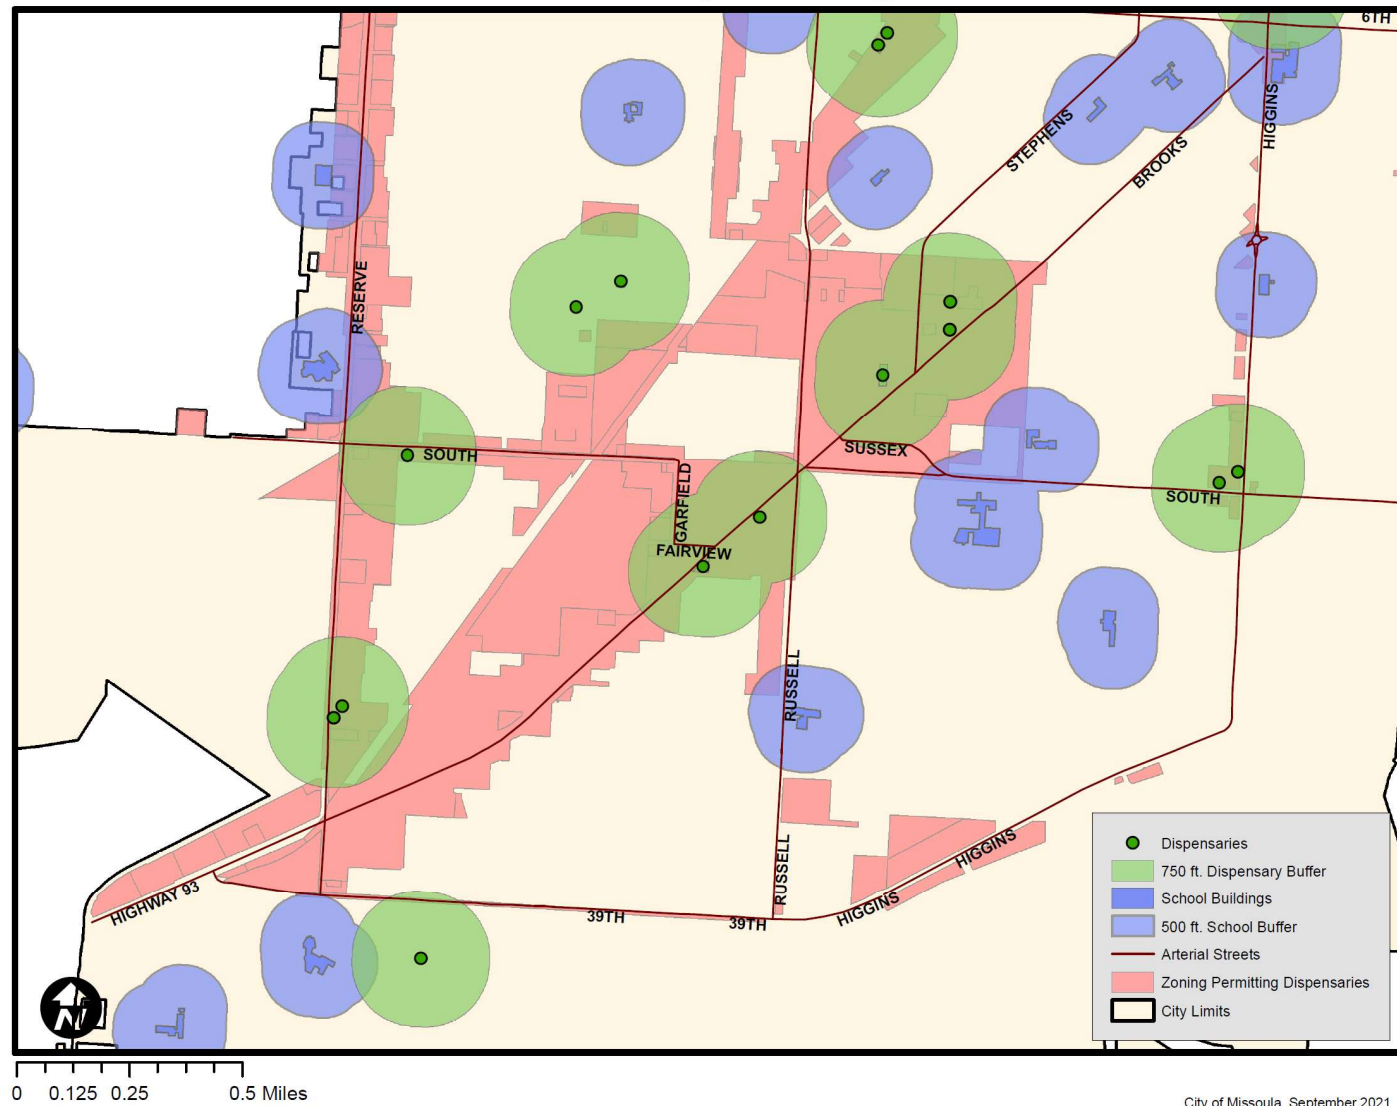 6TH
HIGGINS
STEPHENS
BROOKS
RESERVE
SOUTH
SUSSEX
GARFIELD
SOUTH
FAIRVIEW
RUSSELL
RUSSELL
HIGGINS
HIGGINS
HIGHWAY 93
39TH
39TH
Dispensaries
750 ft. Dispensary Buffer
School Buildings
500 ft. School Buffer
Arterial Streets
Zoning Permitting Dispensaries
City Limits
N
0 0.125 0.25 0.5 Miles
City of Missoula, September 2021